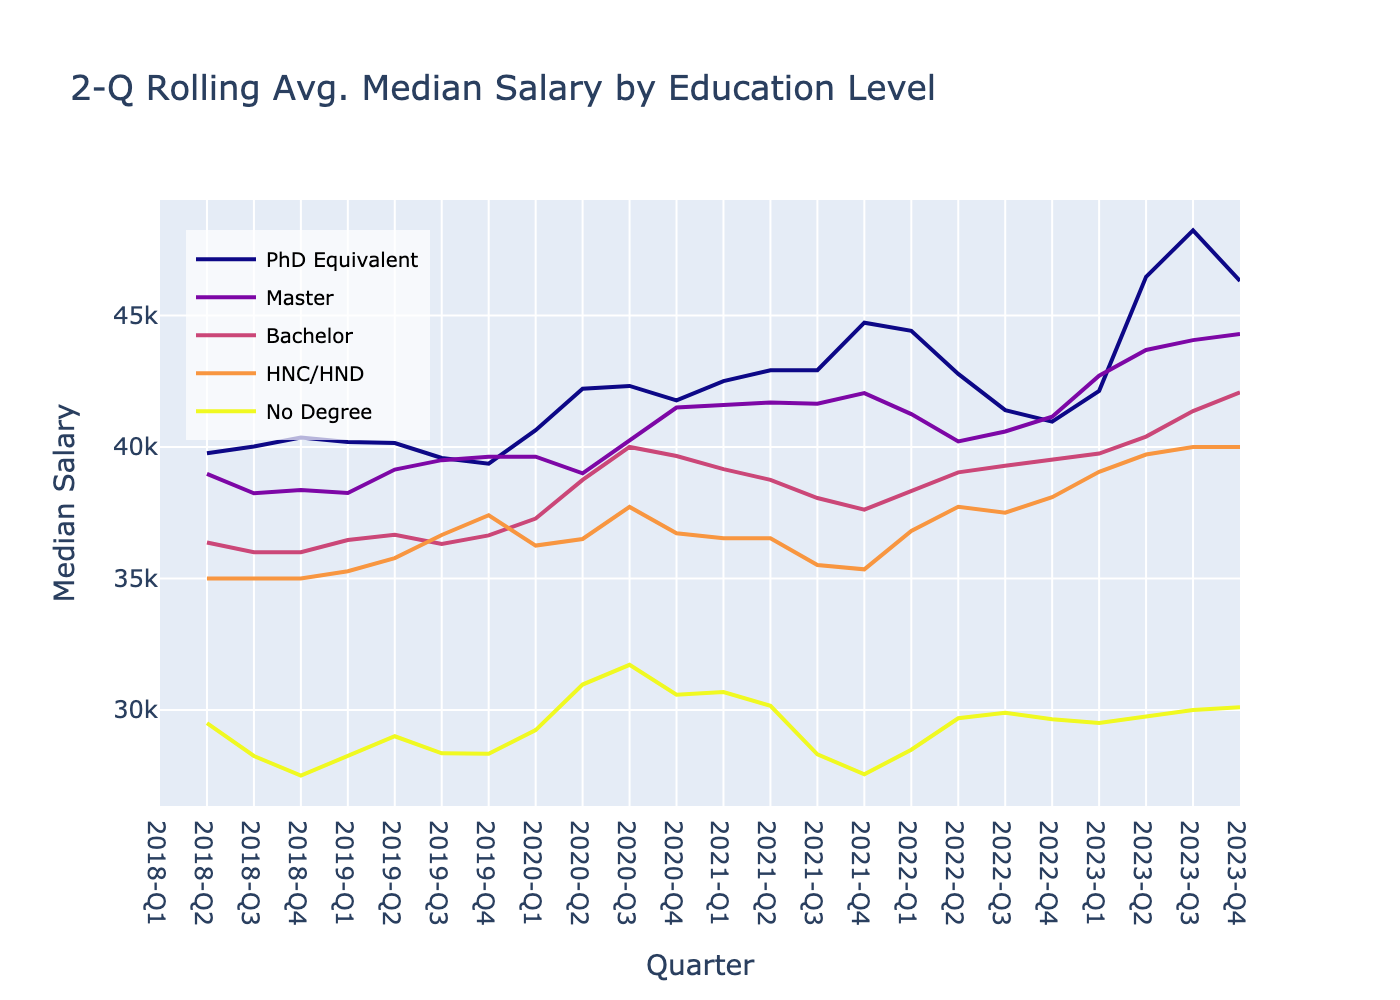 2-Q Rolling Avg. Median Salary by Education Level
PhD Equivalent
Master
Bachelor
HNC/HND
No Degree
45k
40k
35k
30k
Median Salary
2018-Q1
2018-Q2
2018-Q3
2018-Q4
2019-Q1
2019-Q2
2019-Q3
2019-Q4
2020-Q1
2020-Q2
2020-Q3
2020-Q4
2021-Q1
2021-Q2
2021-Q3
2021-Q4
2022-Q1
2022-Q2
2022-Q3
2022-Q4
2023-Q1
2023-Q2
2023-Q3
2023-Q4
Quarter